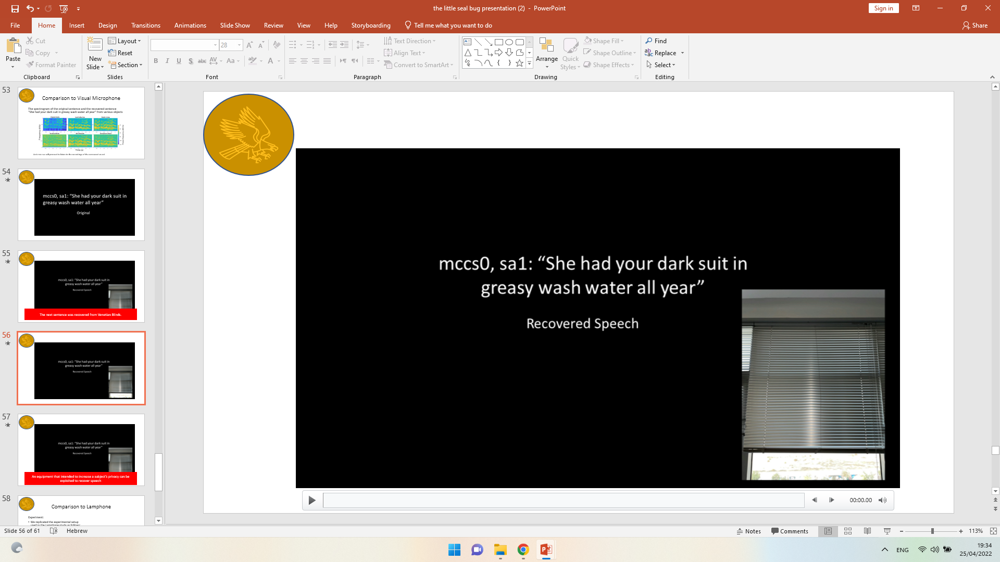 the little seal bug presentation (2) - PowerPoint
Sign in
File Home Insert Design Transitions Animations Slide Show Review View Help Storyboarding Tell me what you want to do Share
Paste
Cut
Copy
Format Painter
Clipboard
New
Slide
Layout
Reset
Section
Slides
28
B I U S abc AV Aa A
Font
Text Direction
Align Text
Convert to SmartArt
Paragraph
Arrange
Quick
Styles
Shape Fill
Shape Outline
Shape Effects
Drawing
Find
Replace
Select
Editing
53
Comparison to Visual Microphone
The spectrogram of the original sentence and the recovered sentence
"She had your dark suit in greasy wash water all year" from various objects
54
mccs0, sa1: “She had your dark suit in
greasy wash water all year”
Original
55
mccs0, sa1: “She had your dark suit in
greasy wash water all year”
Recovered Speech
The next sentence was recovered from Venetian Blinds.
56
mccs0, sa1: “She had your dark suit in
greasy wash water all year”
Recovered Speech
57
mccs0, sa1: “She had your dark suit in
greasy wash water all year”
Recovered Speech
An equipment that intended to increase a subject's privacy can be
exploited to recover speech
58
Comparison to Lamphone
Experiment:
• We replicated the experimental setup
mccs0, sa1: “She had your dark suit in
greasy wash water all year”
Recovered Speech
00:00.00
Slide 56 of 61 Hebrew
Notes Comments 113%
ENG
19:34
25/04/2022